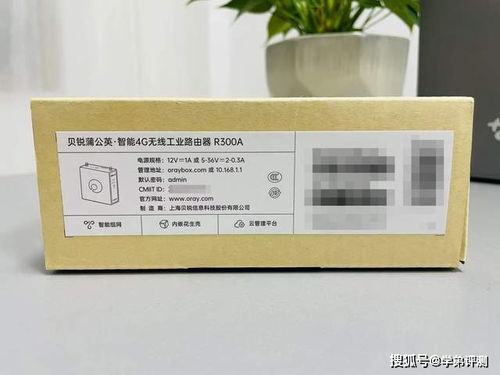 贝锐蒲公英·智能4G无线工业路由器 R300A
电源规格: 12V⎓1A 或 5-36V⎓2-0.3A
管理地址: oraybox.com 或 10.168.1.1
默认密码: admin
CMIIT ID:
官方网站: www.oray.com
制 造 商: 上海贝锐信息科技股份有限公司
智能组网
内嵌花生壳
云管理平台
搜狐号@学弟评测